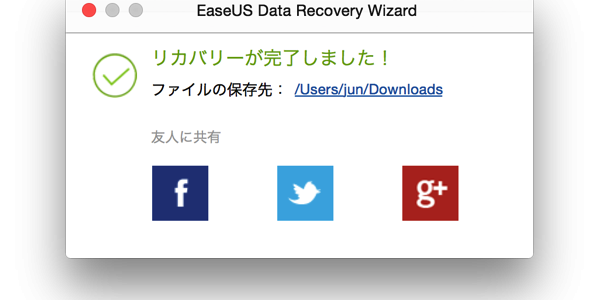 EaseUS Data Recovery Wizard
リカバリーが完了しました！
ファイルの保存先： /Users/jun/Downloads
友人に共有
f g+